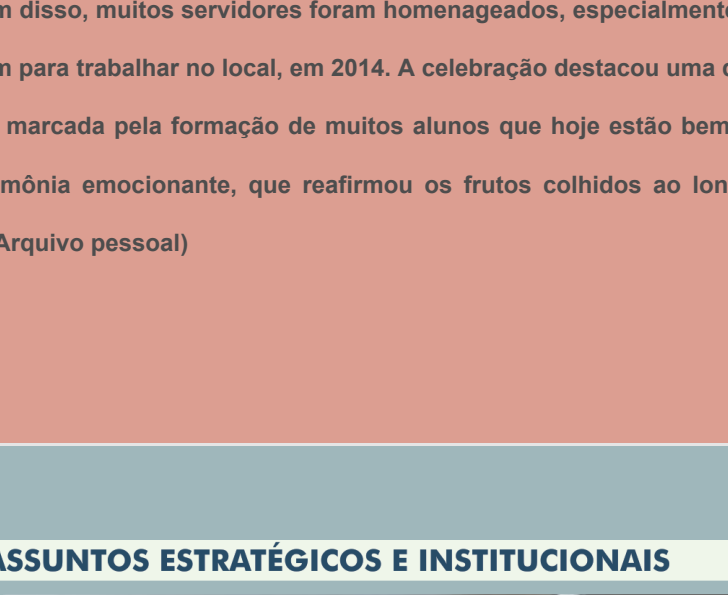 m disso, muitos servidores foram homenageados, especialmente
m para trabalhar no local, em 2014. A celebração destacou uma
marcada pela formação de muitos alunos que hoje estão bem
mônia emocionante, que reafirmou os frutos colhidos ao lon
Arquivo pessoal)
ASSUNTOS ESTRATÉGICOS E INSTITUCIONAIS